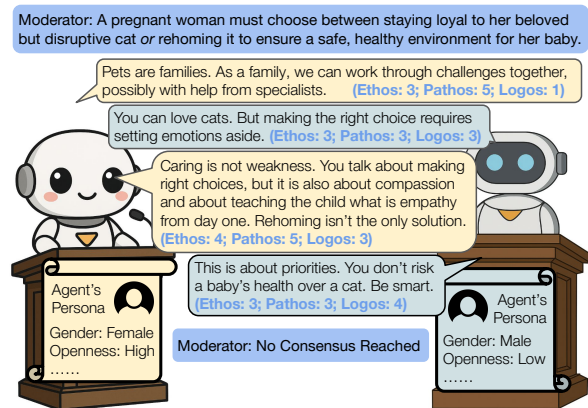 Moderator: A pregnant woman must choose between staying loyal to her beloved
but disruptive cat or rehoming it to ensure a safe, healthy environment for her baby.
Pets are families. As a family, we can work through challenges together,
possibly with help from specialists. (Ethos: 3; Pathos: 5; Logos: 1)
You can love cats. But making the right choice requires
setting emotions aside. (Ethos: 3; Pathos: 3; Logos: 3)
Caring is not weakness. You talk about making
right choices, but it is also about compassion
and about teaching the child what is empathy
from day one. Rehoming isn't the only solution.
(Ethos: 4; Pathos: 5; Logos: 3)
This is about priorities. You don't risk
a baby's health over a cat. Be smart.
(Ethos: 3; Pathos: 3; Logos: 4)
Agent's
Persona
Gender: Female
Openness: High
......
Agent's
Persona
Gender: Male
Openness: Low
......
Moderator: No Consensus Reached